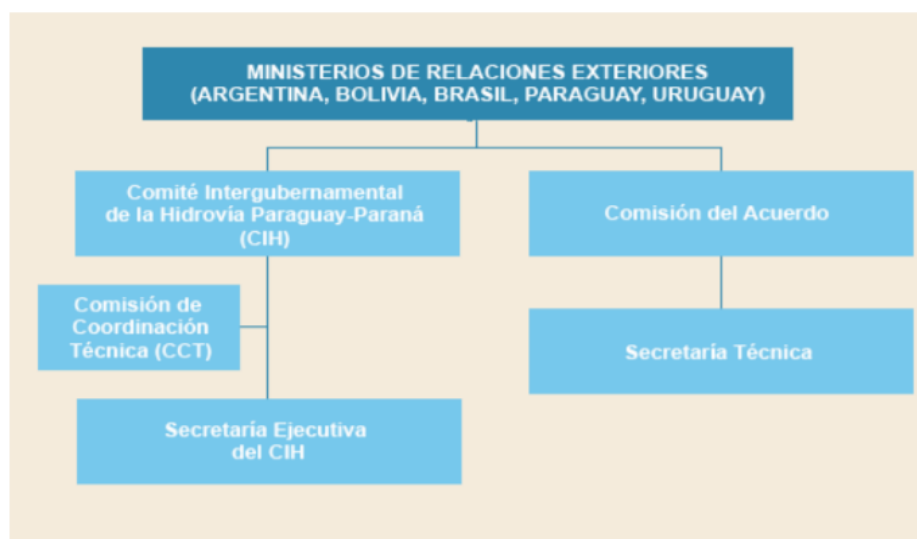 MINISTERIOS DE RELACIONES EXTERIORES
(ARGENTINA, BOLIVIA, BRASIL, PARAGUAY, URUGUAY)
Comité Intergubernamental
de la Hidrovía Paraguay-Paraná
(CIH)
Comisión del Acuerdo
Comisión de
Coordinación
Técnica (CCT)
Secretaría Técnica
Secretaría Ejecutiva
del CIH